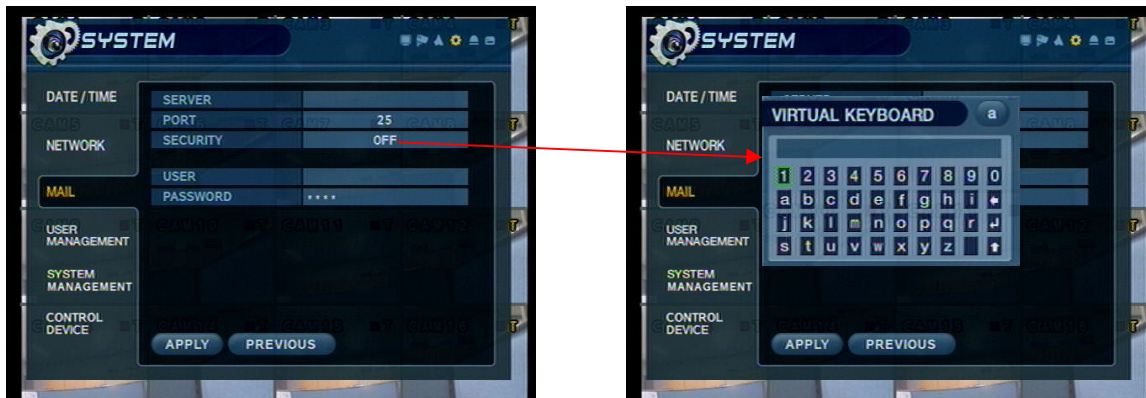 SYSTEM
DATE / TIME
NETWORK
MAIL
USER
MANAGEMENT
SYSTEM
MANAGEMENT
CONTROL
DEVICE
SERVER
PORT 25
SECURITY OFF
USER
PASSWORD ****
APPLY PREVIOUS
SYSTEM
DATE / TIME
NETWORK
MAIL
USER
MANAGEMENT
SYSTEM
MANAGEMENT
CONTROL
DEVICE
VIRTUAL KEYBOARD a
1 2 3 4 5 6 7 8 9 0
a b c d e f g h i
j k l m n o p q r
s t u v w x y z
APPLY PREVIOUS